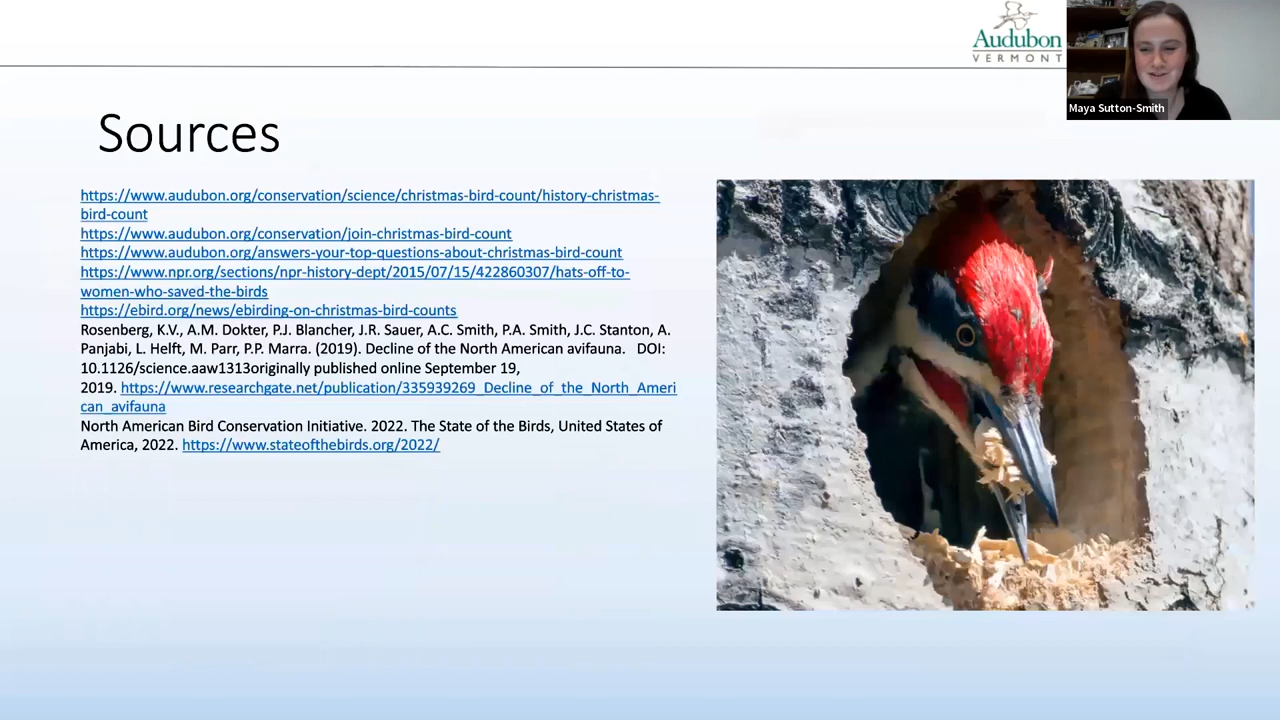 Audubon
VERMONT
Maya Sutton-Smith
Sources
https://www.audubon.org/conservation/science/christmas-bird-count/history-christmas-
bird-count
https://www.audubon.org/conservation/join-christmas-bird-count
https://www.audubon.org/answers-your-top-questions-about-christmas-bird-count
https://www.npr.org/sections/npr-history-dept/2015/07/15/422860307/hats-off-to-
women-who-saved-the-birds
https://ebird.org/news/ebirding-on-christmas-bird-counts
Rosenberg, K.V., A.M. Dokter, P.J. Blancher, J.R. Sauer, A.C. Smith, P.A. Smith, J.C. Stanton, A.
Panjabi, L. Helft, M. Parr, P.P. Marra. (2019). Decline of the North American avifauna.   DOI:
10.1126/science.aaw1313originally published online September 19,
2019. https://www.researchgate.net/publication/335939269_Decline_of_the_North_Ameri
can_avifauna
North American Bird Conservation Initiative. 2022. The State of the Birds, United States of
America, 2022. https://www.stateofthebirds.org/2022/